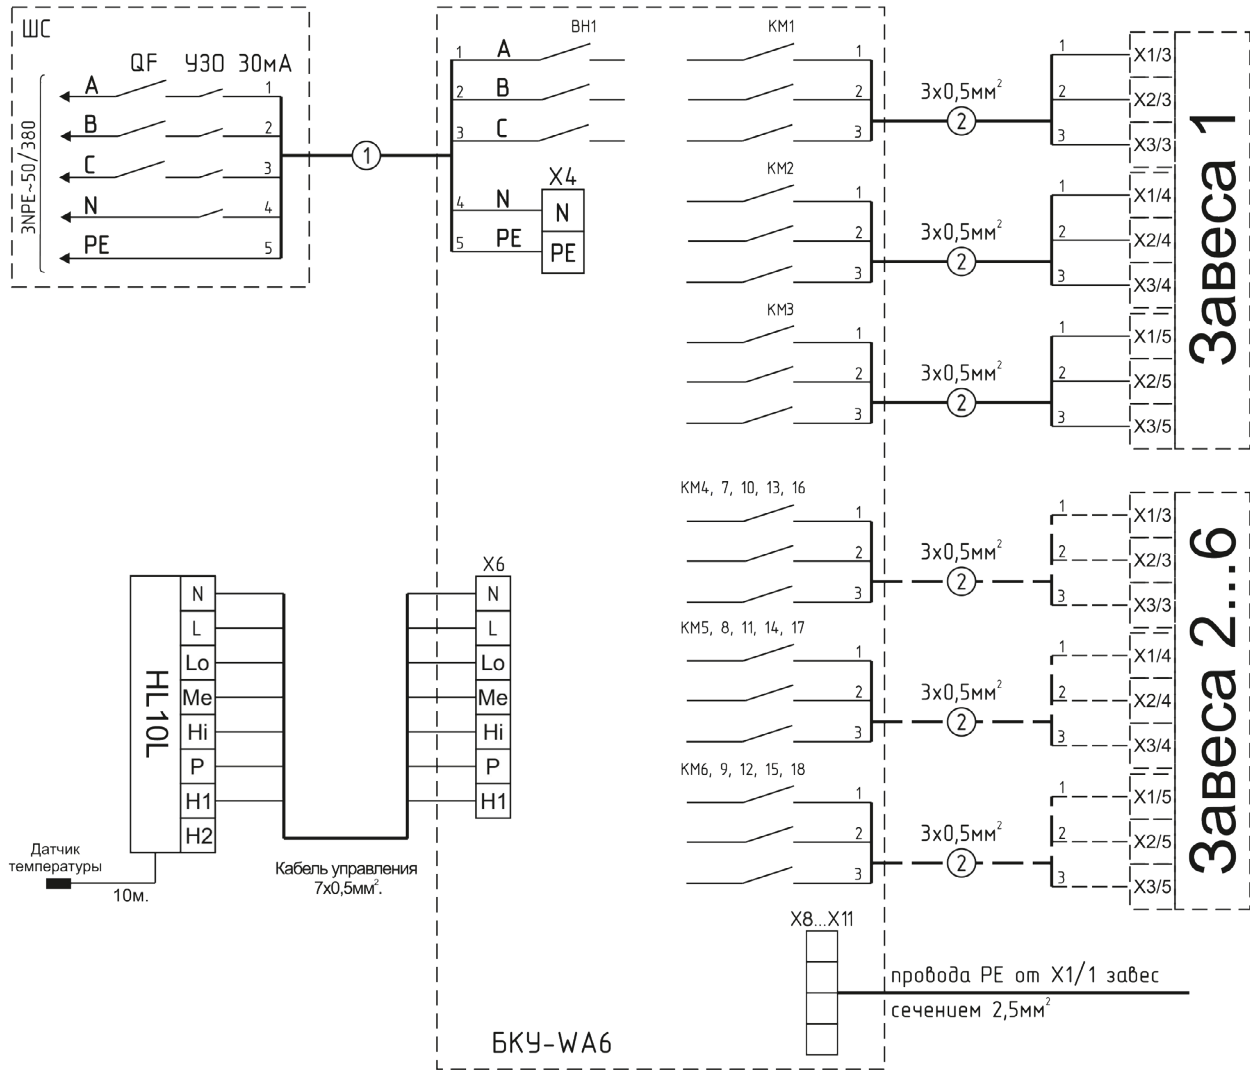 ШС
QF УЗО 30мА
3NPE~50/380
A 1
B 2
C 3
N 4
PE 5
1
ВН1
1 A
2 B
3 C
X4
4 N N
5 PE PE
КМ1
1
2
3
3x0,5мм²
2
1 X1/3
2 X2/3
3 X3/3
КМ2
1
2
3
3x0,5мм²
2
1 X1/4
2 X2/4
3 X3/4
КМ3
1
2
3
3x0,5мм²
2
1 X1/5
2 X2/5
3 X3/5
Завеса 1
КМ4, 7, 10, 13, 16
1
2
3
3x0,5мм²
2
1 X1/3
2 X2/3
3 X3/3
КМ5, 8, 11, 14, 17
1
2
3
3x0,5мм²
2
1 X1/4
2 X2/4
3 X3/4
КМ6, 9, 12, 15, 18
1
2
3
3x0,5мм²
2
1 X1/5
2 X2/5
3 X3/5
Завеса 2....6
HL10L
N
L
Lo
Me
Hi
P
H1
H2
X6
N
L
Lo
Me
Hi
P
H1
Датчик
температуры
10м.
Кабель управления
7x0,5мм².
X8...X11
провода PE от X1/1 завес
сечением 2,5мм²
БКУ-WA6